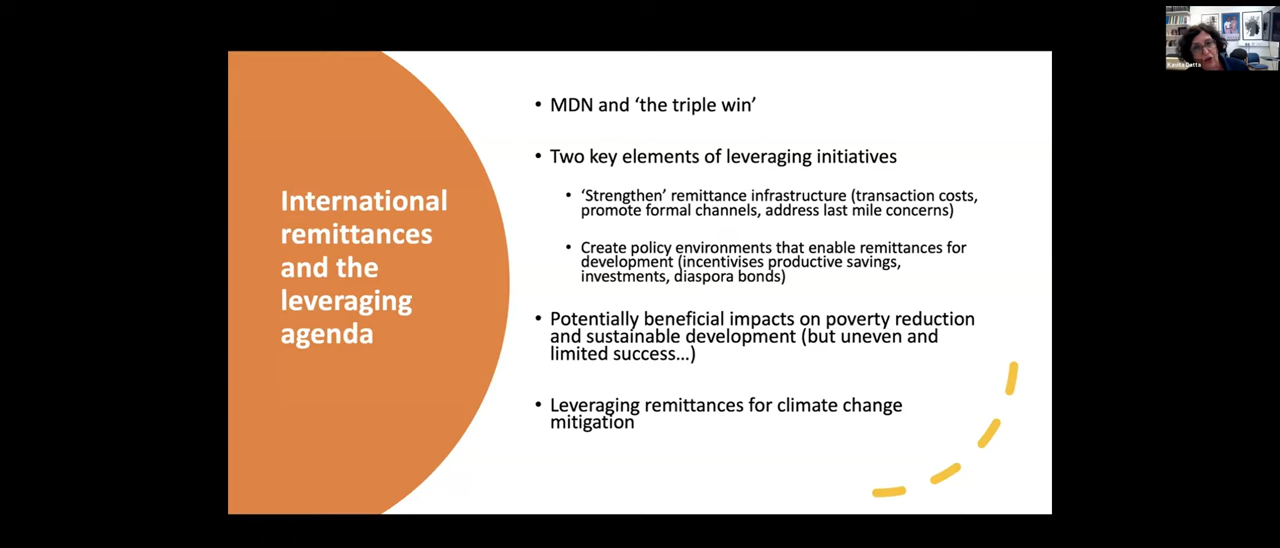 Kavita Datta
International
remittances
and the
leveraging
agenda
• MDN and ‘the triple win’
• Two key elements of leveraging initiatives
• ‘Strengthen’ remittance infrastructure (transaction costs,
promote formal channels, address last mile concerns)
• Create policy environments that enable remittances for
development (incentivises productive savings,
investments, diaspora bonds)
• Potentially beneficial impacts on poverty reduction
and sustainable development (but uneven and
limited success...)
• Leveraging remittances for climate change
mitigation